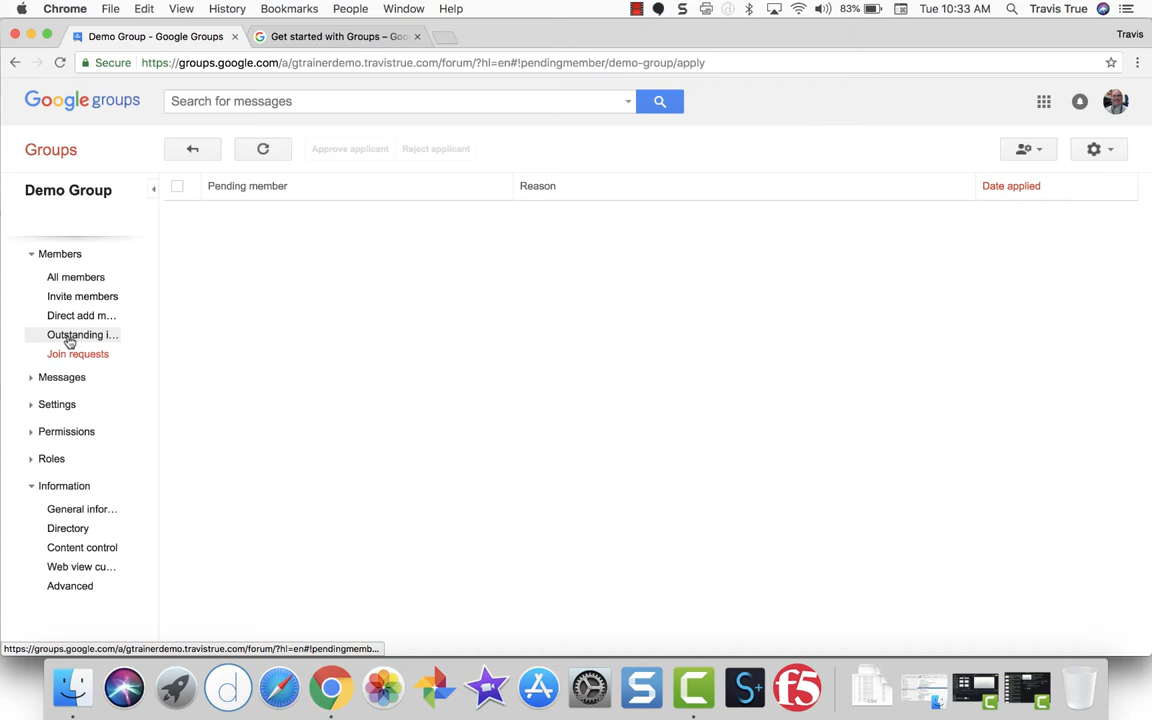 Chrome File Edit View History Bookmarks People Window Help 83% Tue 10:33 AM Travis True
Demo Group - Google Groups × Get started with Groups – Goo × Travis
Secure https://groups.google.com/a/gtrainerdemo.travistrue.com/forum/?hl=en#!pendingmember/demo-group/apply
Google groups Search for messages
Groups Approve applicant Reject applicant
Demo Group Pending member Reason Date applied
Members
All members
Invite members
Direct add m...
Outstanding i...
Join requests
Messages
Settings
Permissions
Roles
Information
General infor...
Directory
Content control
Web view cu...
Advanced
https://groups.google.com/a/gtrainerdemo.travistrue.com/forum/?hl=en#!pendingmemb...
d S C S+ f5 CSV